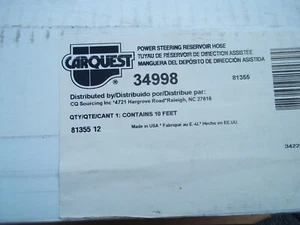 POWER STEERING RESERVOIR HOSE
TUYAU DE RESERVOIR DE DIRECTION ASSISTÉE
MANGUERA DEL DEPÓSITO DE DIRECCIÓN ASISTIDA
CARQUEST
34998
81355
Distributed by/Distribuido por/Distribue par:
CQ Sourcing Inc *4721 Hargrove Road*Raleigh, NC 27616
QTY/QTE/CANT 1: CONTAINS 10 FEET
81355 12
Made in USA * Fabriqué au E.-U.* Hecho en EE.UU.
3422